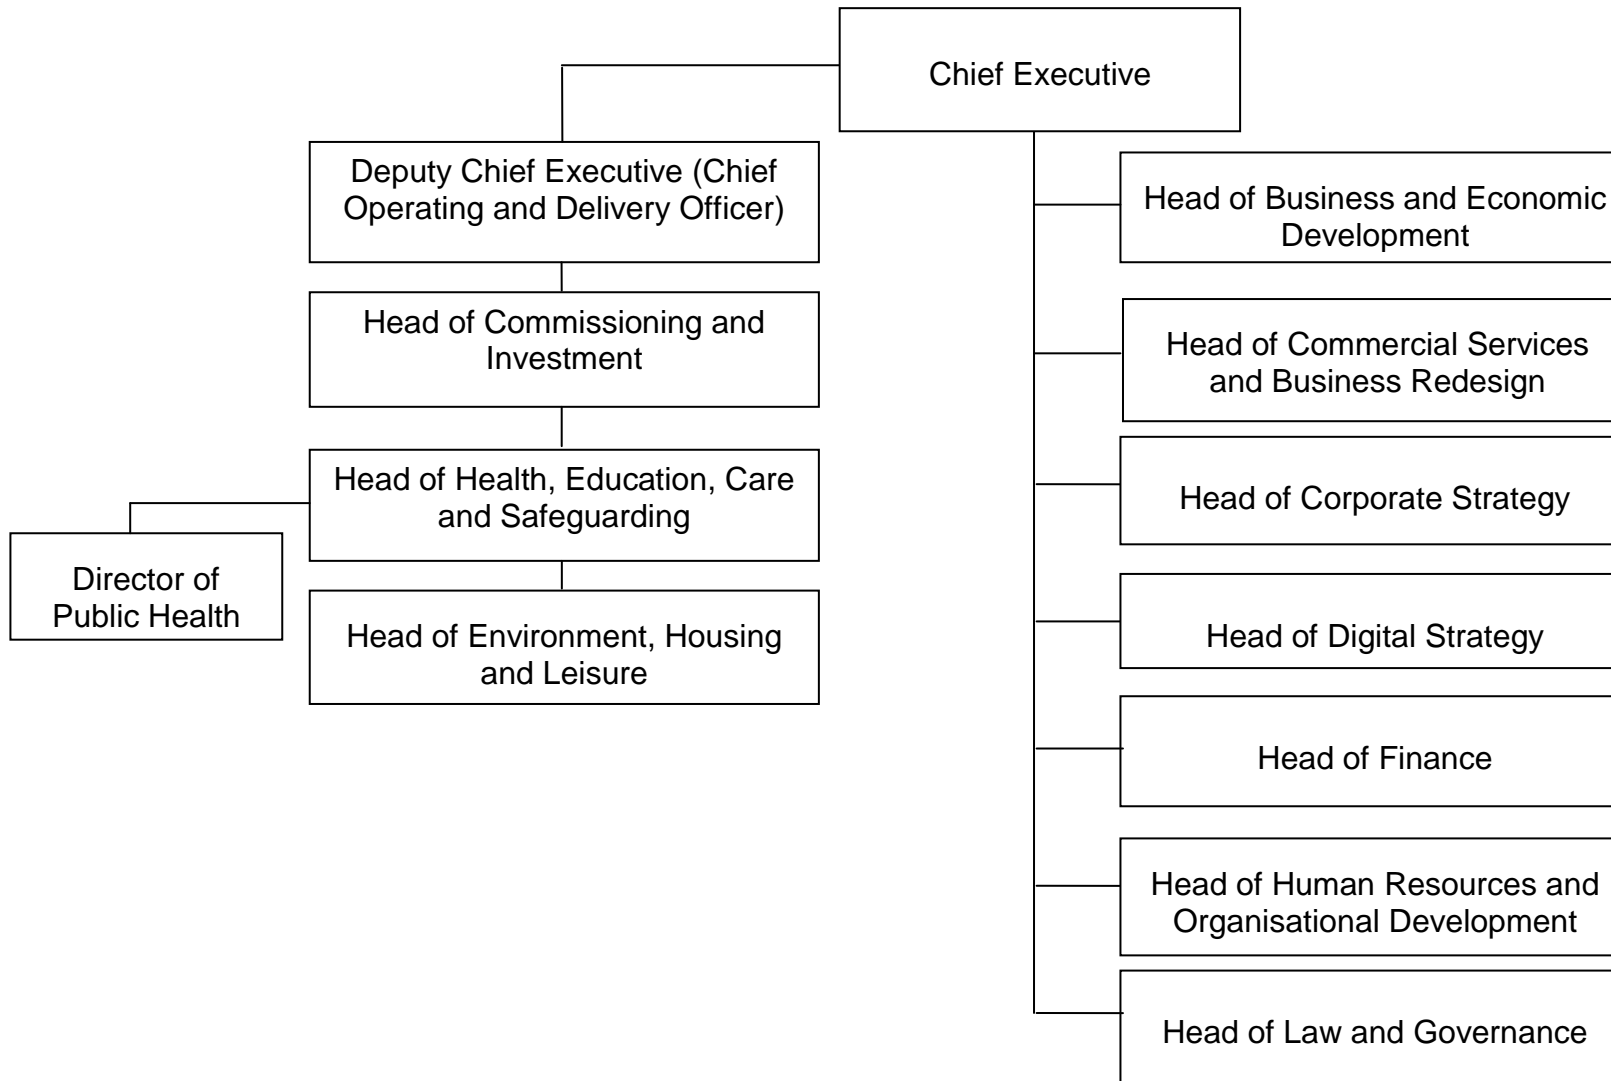 Chief Executive
Deputy Chief Executive (Chief
Operating and Delivery Officer)
Head of Commissioning and
Investment
Head of Health, Education, Care
and Safeguarding
Director of
Public Health
Head of Environment, Housing
and Leisure
Head of Business and Economic
Development
Head of Commercial Services
and Business Redesign
Head of Corporate Strategy
Head of Digital Strategy
Head of Finance
Head of Human Resources and
Organisational Development
Head of Law and Governance